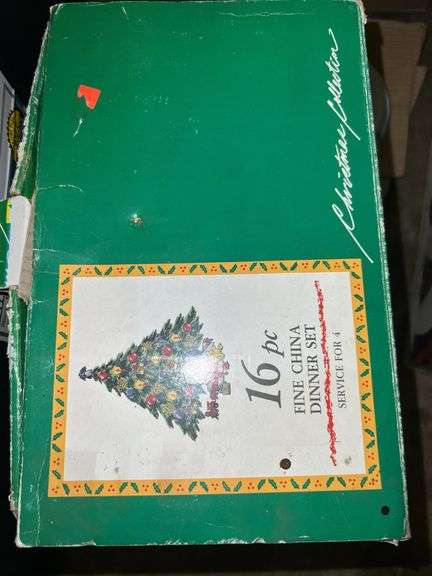 Christmas Collection
16 pc
FINE CHINA
DINNER SET
SERVICE FOR 4